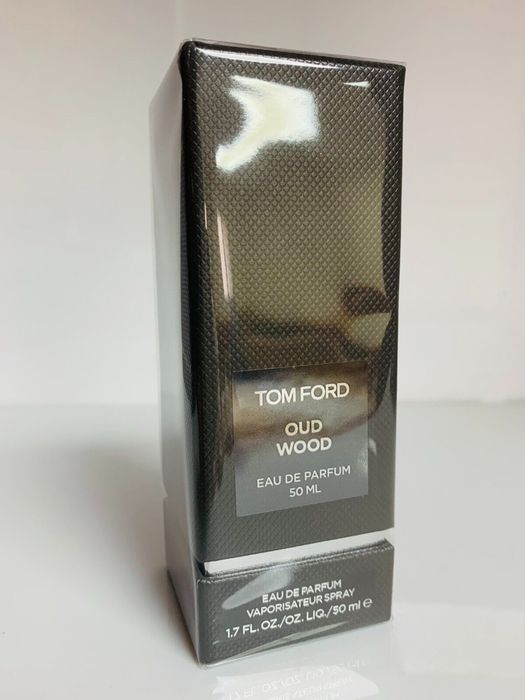 TOM FORD
OUD
WOOD
EAU DE PARFUM
50 ML
EAU DE PARFUM
VAPORISATEUR SPRAY
1.7 FL. OZ./OZ. LIQ./50 ml ℮